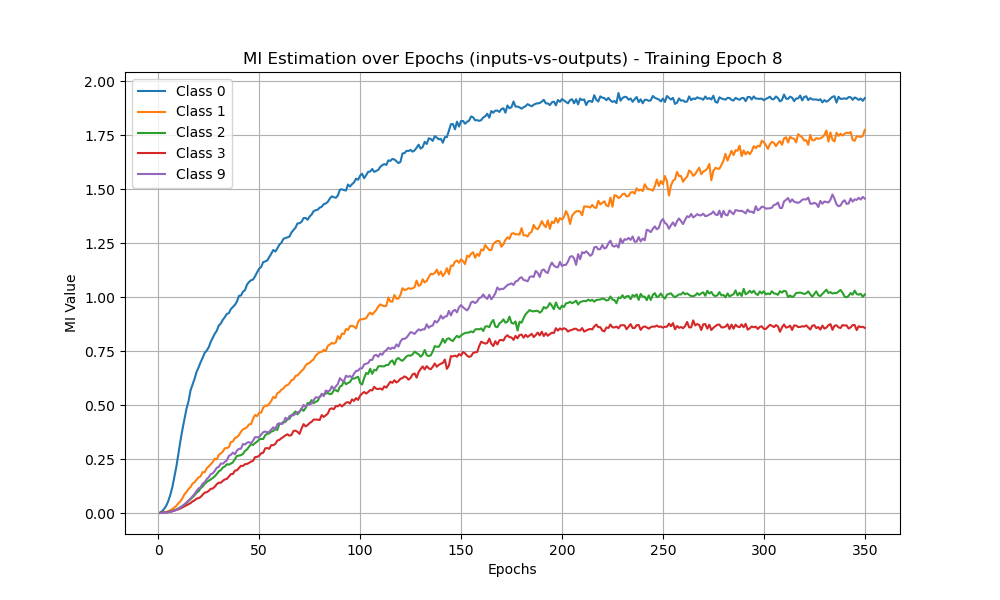 MI Estimation over Epochs (inputs-vs-outputs) - Training Epoch 8
Class 0
Class 1
Class 2
Class 3
Class 9
MI Value
2.00
1.75
1.50
1.25
1.00
0.75
0.50
0.25
0.00
0 50 100 150 200 250 300 350
Epochs